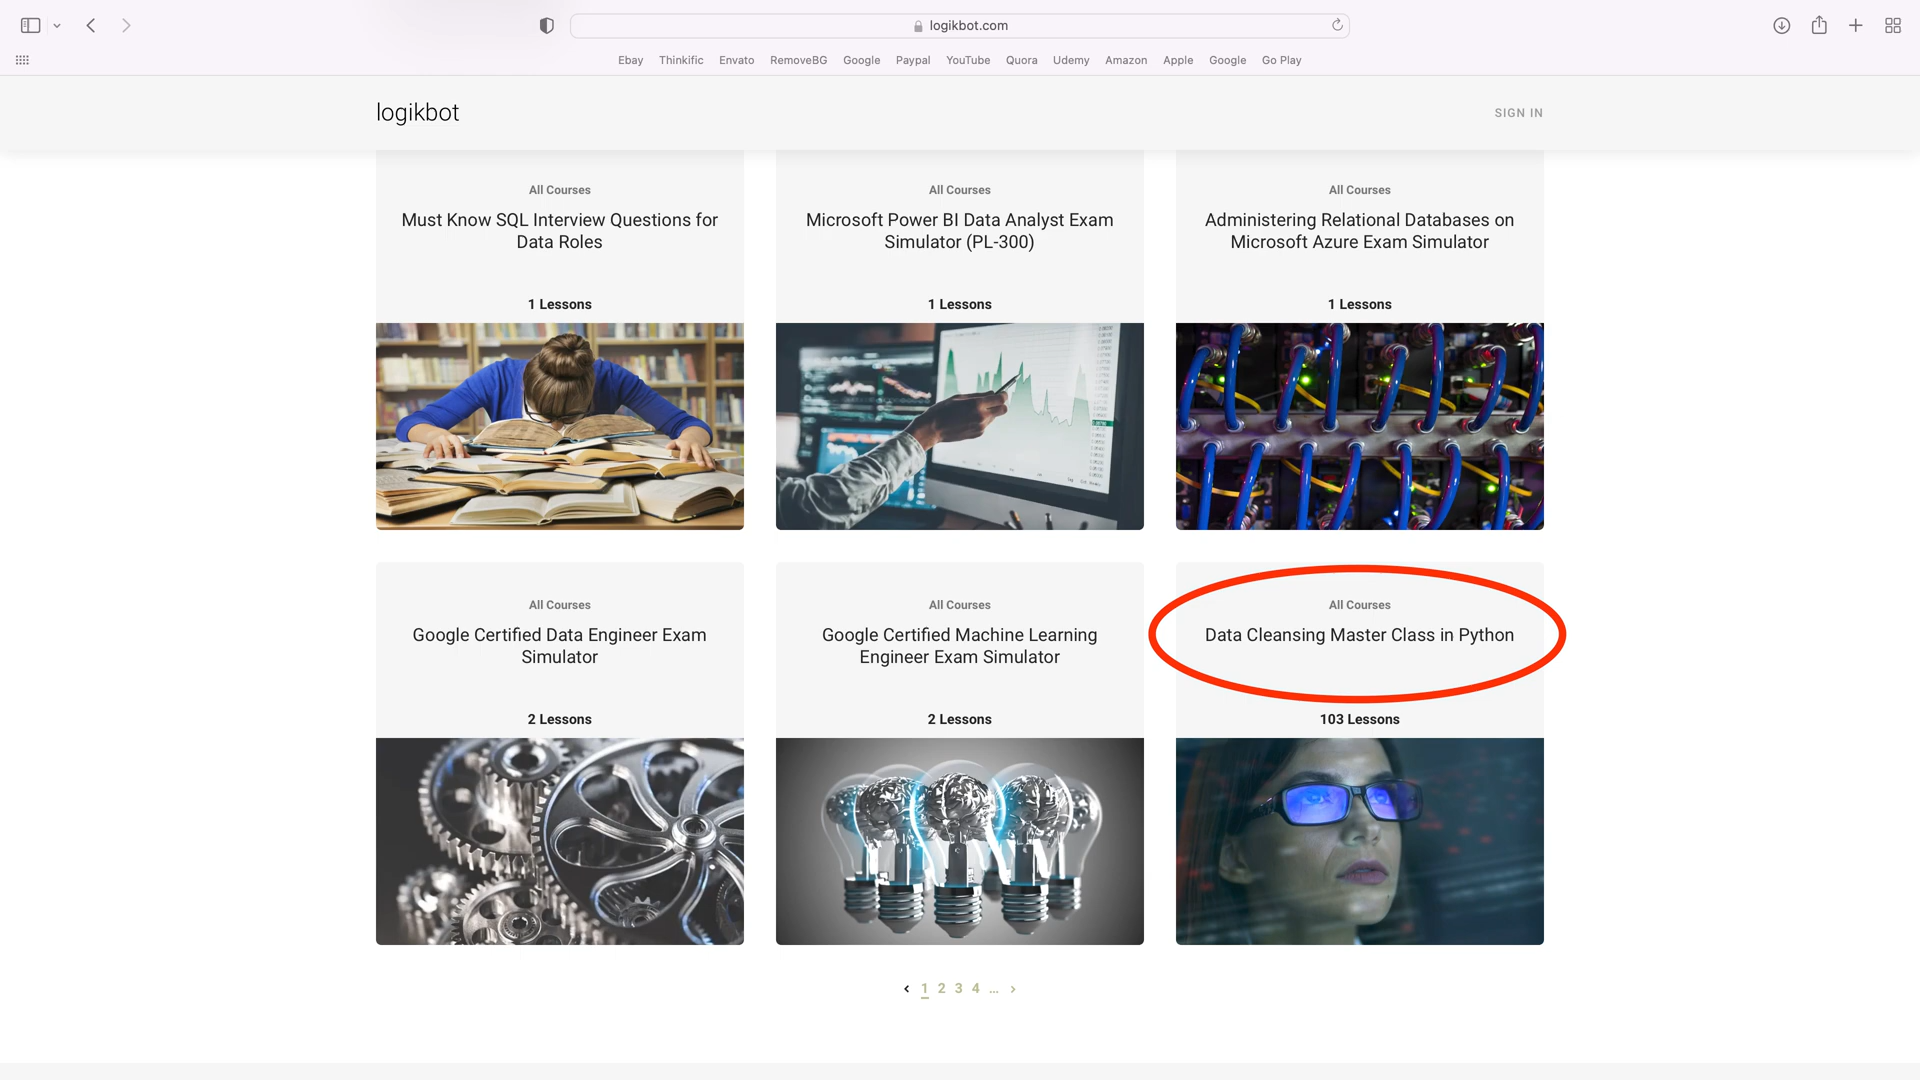 logikbot.com
Ebay Thinkific Envato RemoveBG Google Paypal YouTube Quora Udemy Amazon Apple Google Go Play
logikbot
SIGN IN
All Courses
Must Know SQL Interview Questions for
Data Roles
1 Lessons
All Courses
Microsoft Power BI Data Analyst Exam
Simulator (PL-300)
1 Lessons
All Courses
Administering Relational Databases on
Microsoft Azure Exam Simulator
1 Lessons
All Courses
Google Certified Data Engineer Exam
Simulator
2 Lessons
All Courses
Google Certified Machine Learning
Engineer Exam Simulator
2 Lessons
All Courses
Data Cleansing Master Class in Python
103 Lessons
1 2 3 4 ...